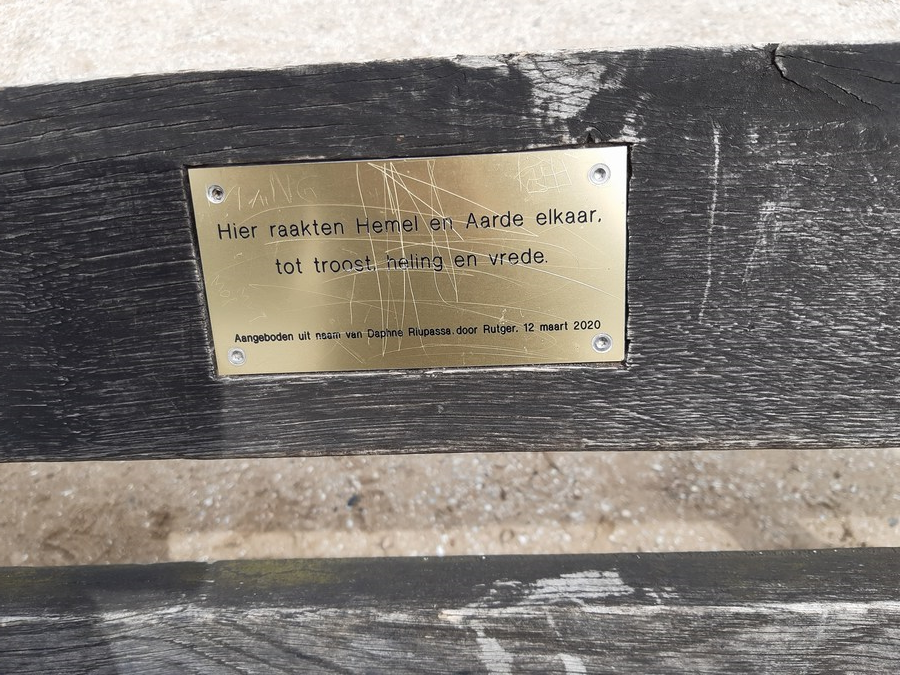 Hier raakten Hemel en Aarde elkaar,
tot troost, heling en vrede.
Aangeboden uit naam van Daphne Riupassa door Rutger. 12 maart 2020